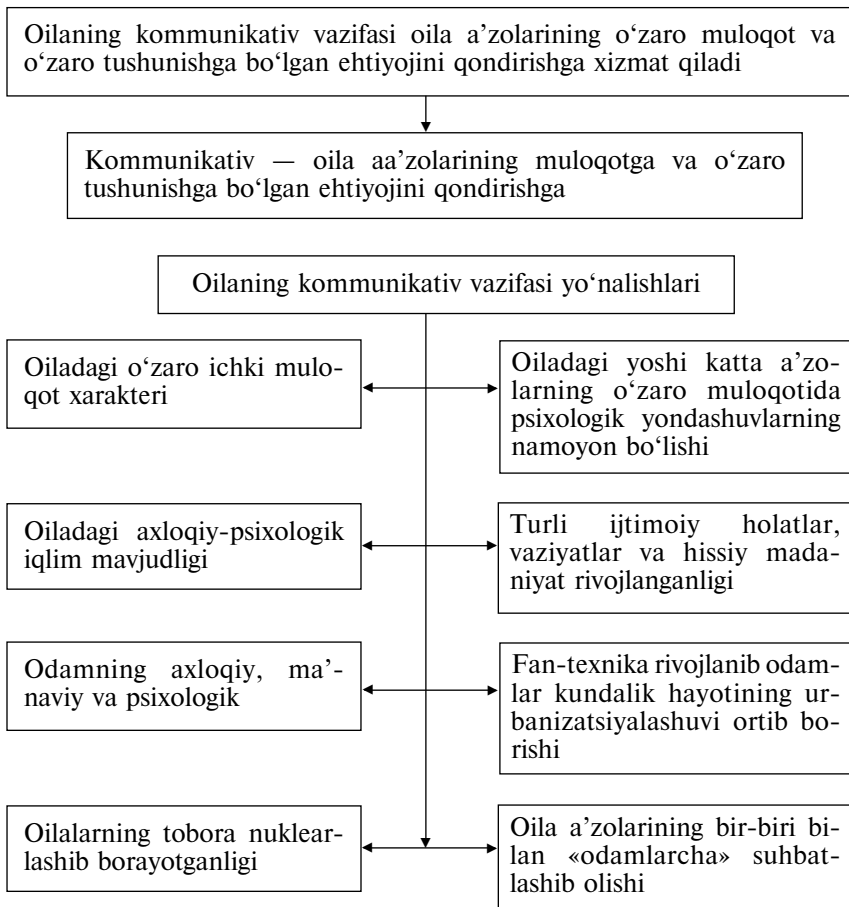 Oilaning kommunikativ vazifasi oila a’zolarining o‘zaro muloqot va
o‘zaro tushunishga bo‘lgan ehtiyojini qondirishga xizmat qiladi
Kommunikativ — oila aa’zolarining muloqotga va o‘zaro
tushunishga bo‘lgan ehtiyojini qondirishga
Oilaning kommunikativ vazifasi yo‘nalishlari
Oiladagi o‘zaro ichki mulo-
qot xarakteri
Oiladagi yoshi katta a’zo-
larning o‘zaro muloqotida
psixologik yondashuvlarning
namoyon bo‘lishi
Oiladagi axloqiy-psixologik
iqlim mavjudligi
Turli ijtimoiy holatlar,
vaziyatlar va hissiy mada-
niyat rivojlanganligi
Odamning axloqiy, ma’-
naviy va psixologik
Fan-texnika rivojlanib odam-
lar kundalik hayotining ur-
banizatsiyalashuvi ortib bo-
rishi
Oilalarning tobora nuklear-
lashib borayotganligi
Oila a’zolarining bir-biri bi-
lan «odamlarcha» suhbat-
lashib olishi